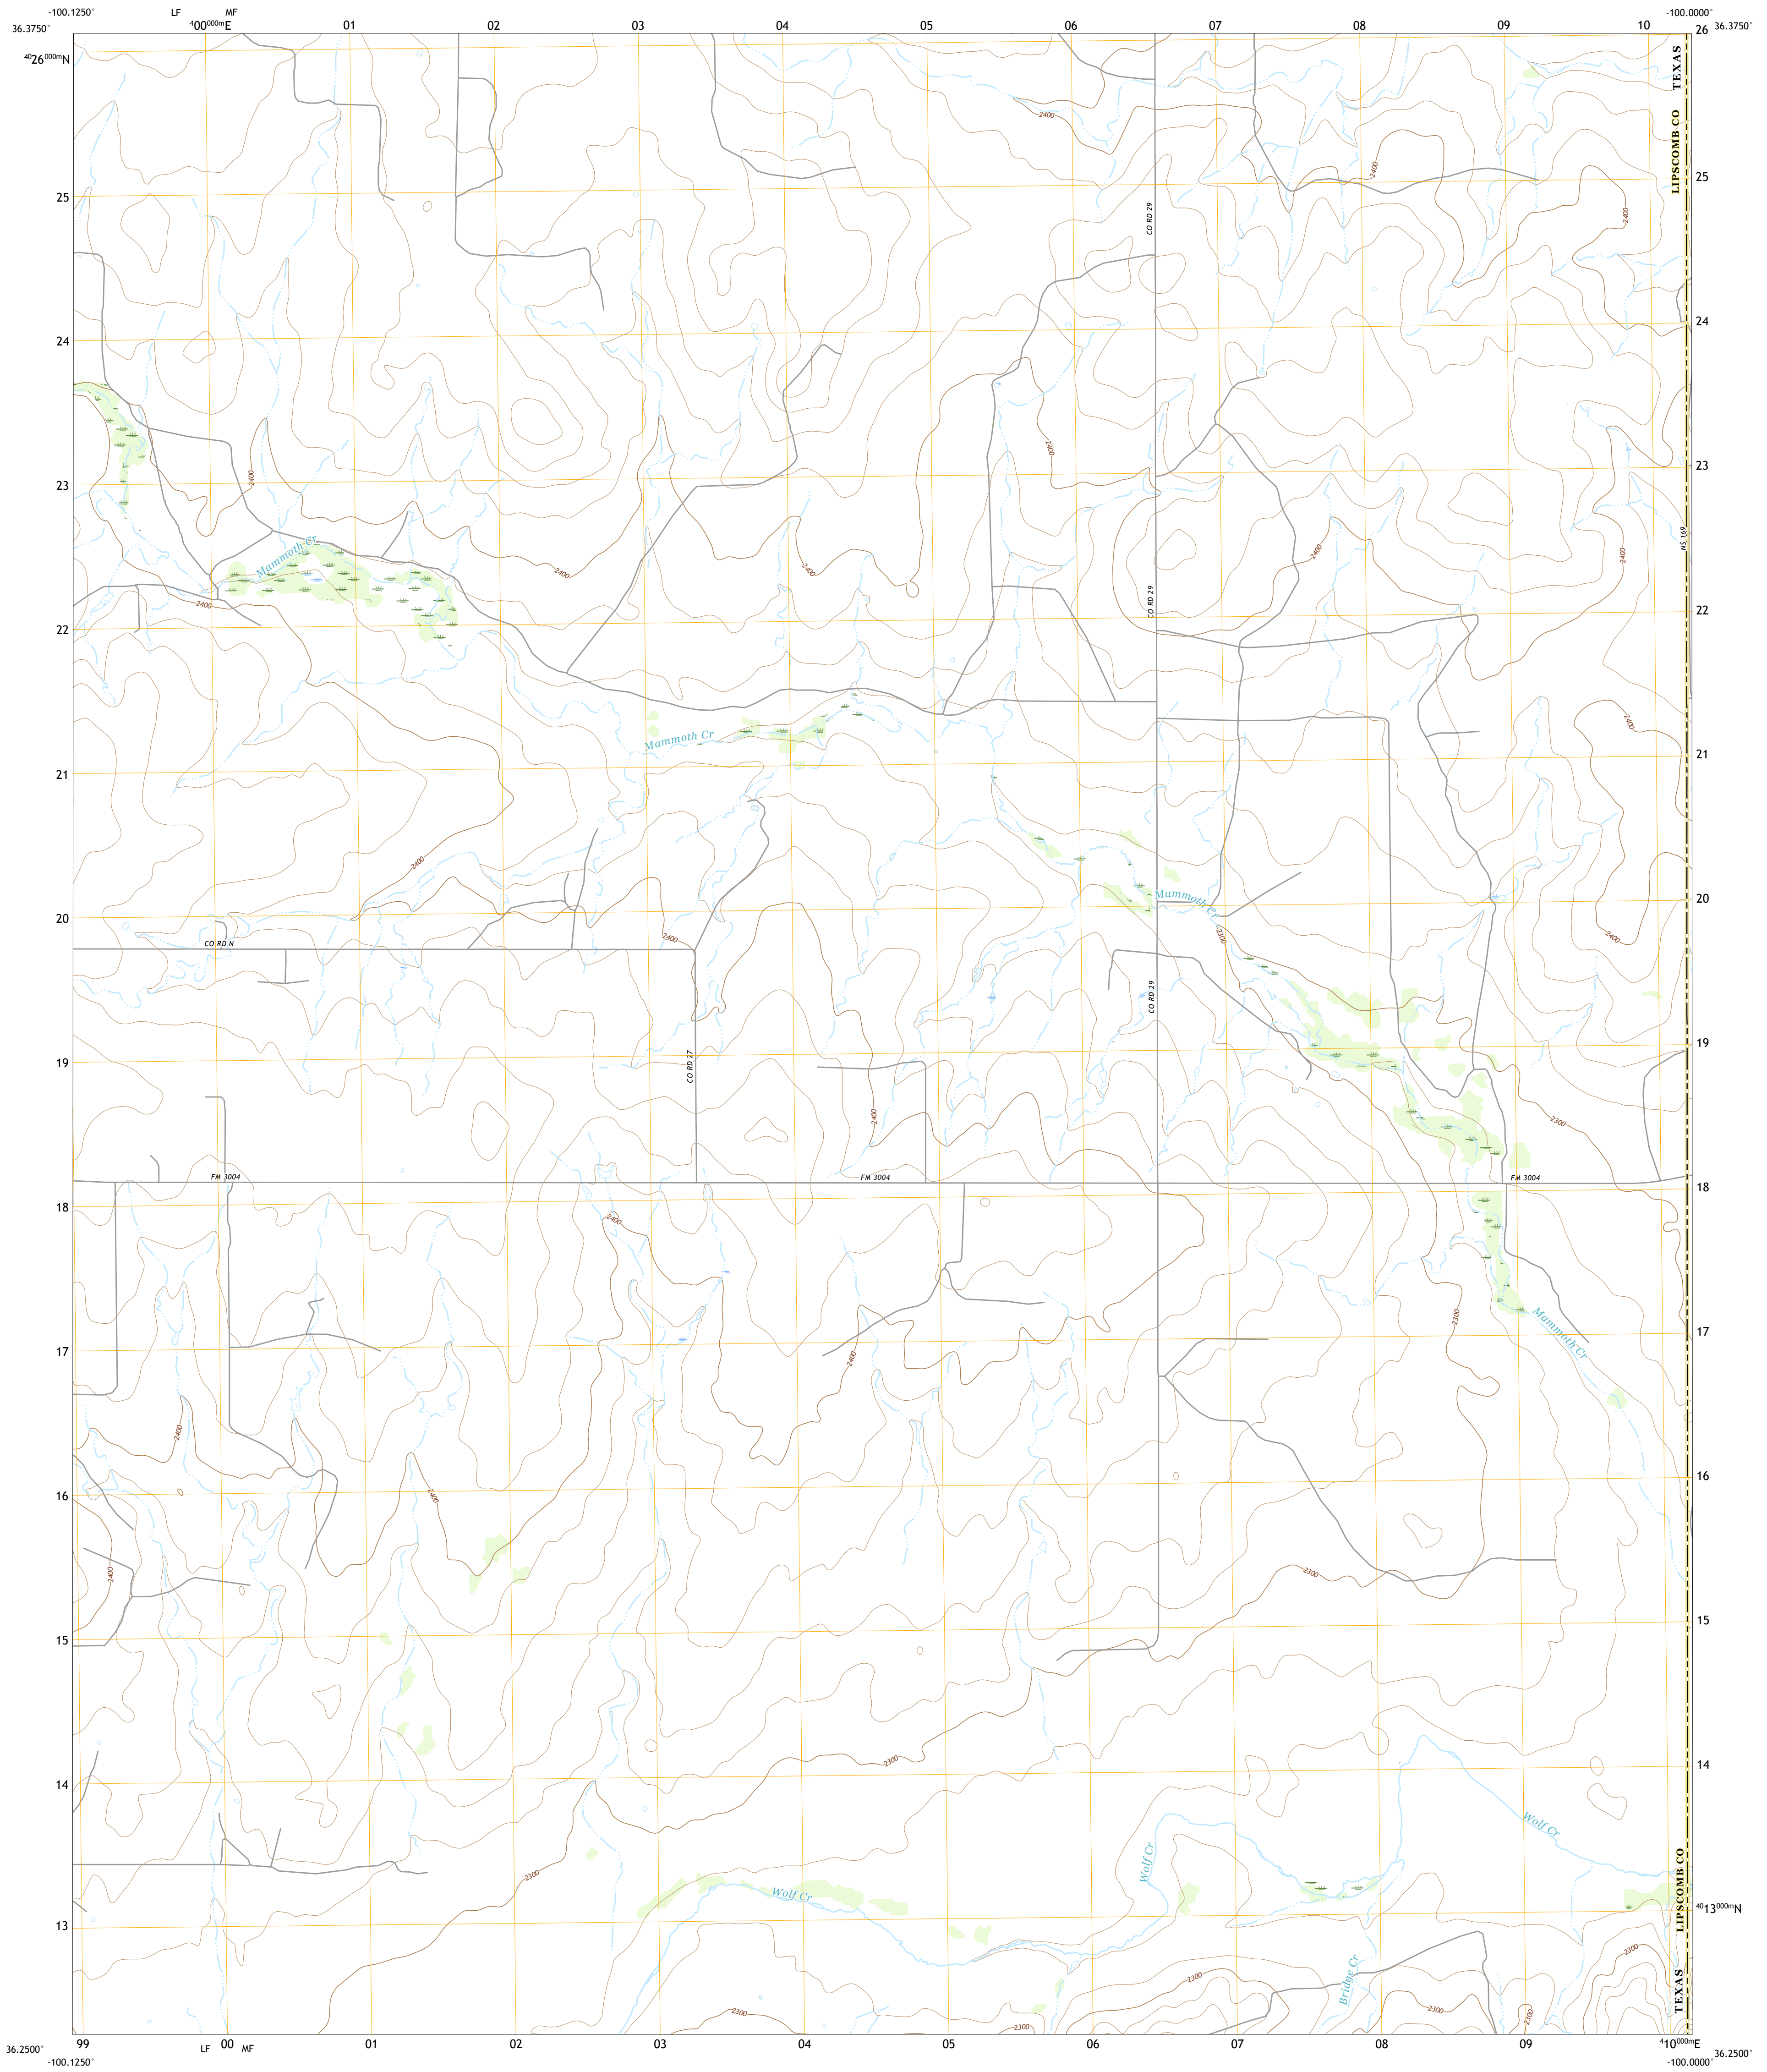 -100.1250° LF MF -100.0000°
36.3750° ⁴00⁰⁰⁰ᵐE 01 02 03 04 05 06 07 08 09 10 26 36.3750°
⁴⁰26⁰⁰⁰ᵐN
TEXAS
LIPSCOMB CO
2400
2400
25
25
2400
CO RD 29
24
24
2400
2400
23
23
NS 169
Mammoth Cr
2400
2400
2400
2400
2400
CO RD 29
2400
22
22
2400
Mammoth Cr
21
21
2400
Mammoth Cr
20
20
2400
2300
2400
CO RD N
CO RD 29
19
19
CO RD 27
2400
2300
FM 3004
FM 3004
FM 3004
18
18
2400
2300
Mammoth Cr
17
17
2400
2400
16
16
2400
2400
2300
15
15
2300
14
14
Wolf Cr
Wolf Cr
2300
Wolf Cr
LIPSCOMB CO
13
⁴⁰13⁰⁰⁰ᵐN
2300
Bridge Cr
2300
TEXAS
2300
2300
2300
2300
36.2500° 99 00 01 02 03 04 05 06 07 08 09 ⁴10⁰⁰⁰ᵐE 36.2500°
LF MF
-100.1250° -100.0000°